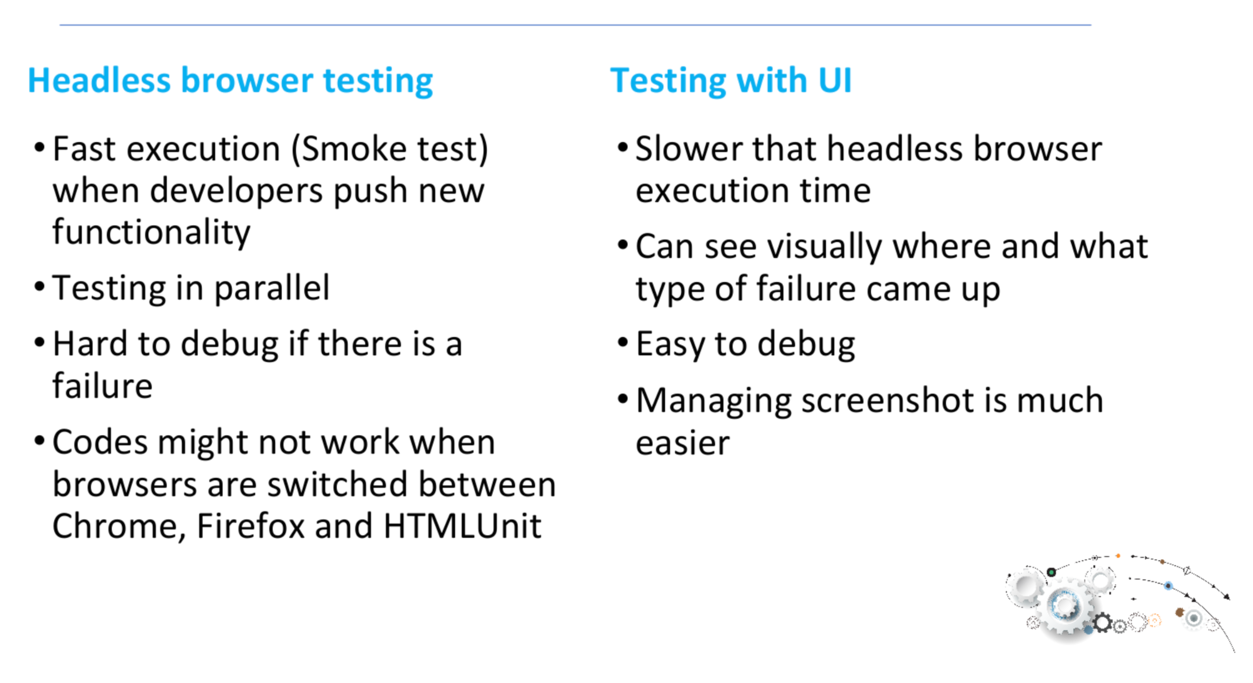 Headless browser testing
• Fast execution (Smoke test)
when developers push new
functionality
• Testing in parallel
• Hard to debug if there is a
failure
• Codes might not work when
browsers are switched between
Chrome, Firefox and HTMLUnit
Testing with UI
• Slower that headless browser
execution time
• Can see visually where and what
type of failure came up
• Easy to debug
• Managing screenshot is much
easier